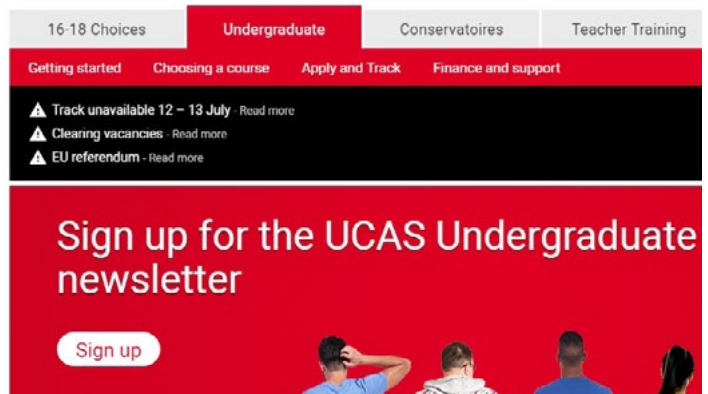 16-18 Choices
Undergraduate
Conservatoires
Teacher Training
Getting started
Choosing a course
Apply and Track
Finance and support
Track unavailable 12 – 13 July - Read more
Clearing vacancies - Read more
EU referendum - Read more
Sign up for the UCAS Undergraduate
newsletter
Sign up